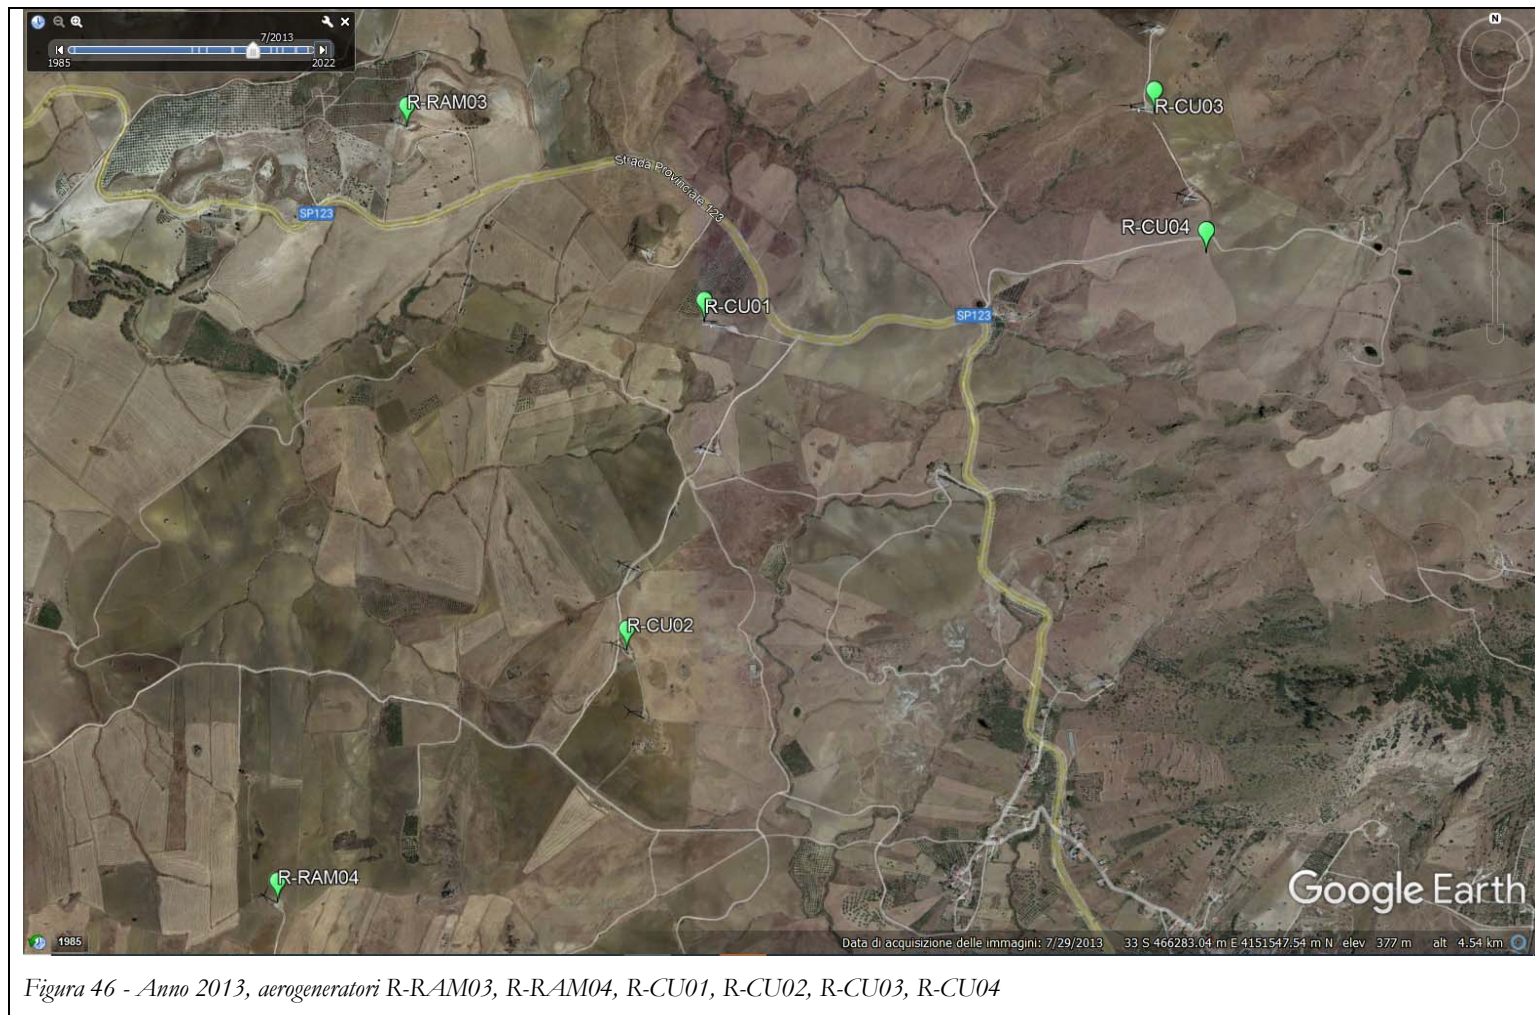 7/2013
1985
2022
N
R-RAM03
R-CU03
Strada Provinciale 123
SP123
R-CU04
R-CU01
SP123
R-CU02
R-RAM04
Google Earth
1985
Data di acquisizione delle immagini: 7/29/2013 33 S 466283.04 m E 4151547.54 m N elev 377 m alt 4.54 km
Figura 46 - Anno 2013, aerogeneratori R-RAM03, R-RAM04, R-CU01, R-CU02, R-CU03, R-CU04